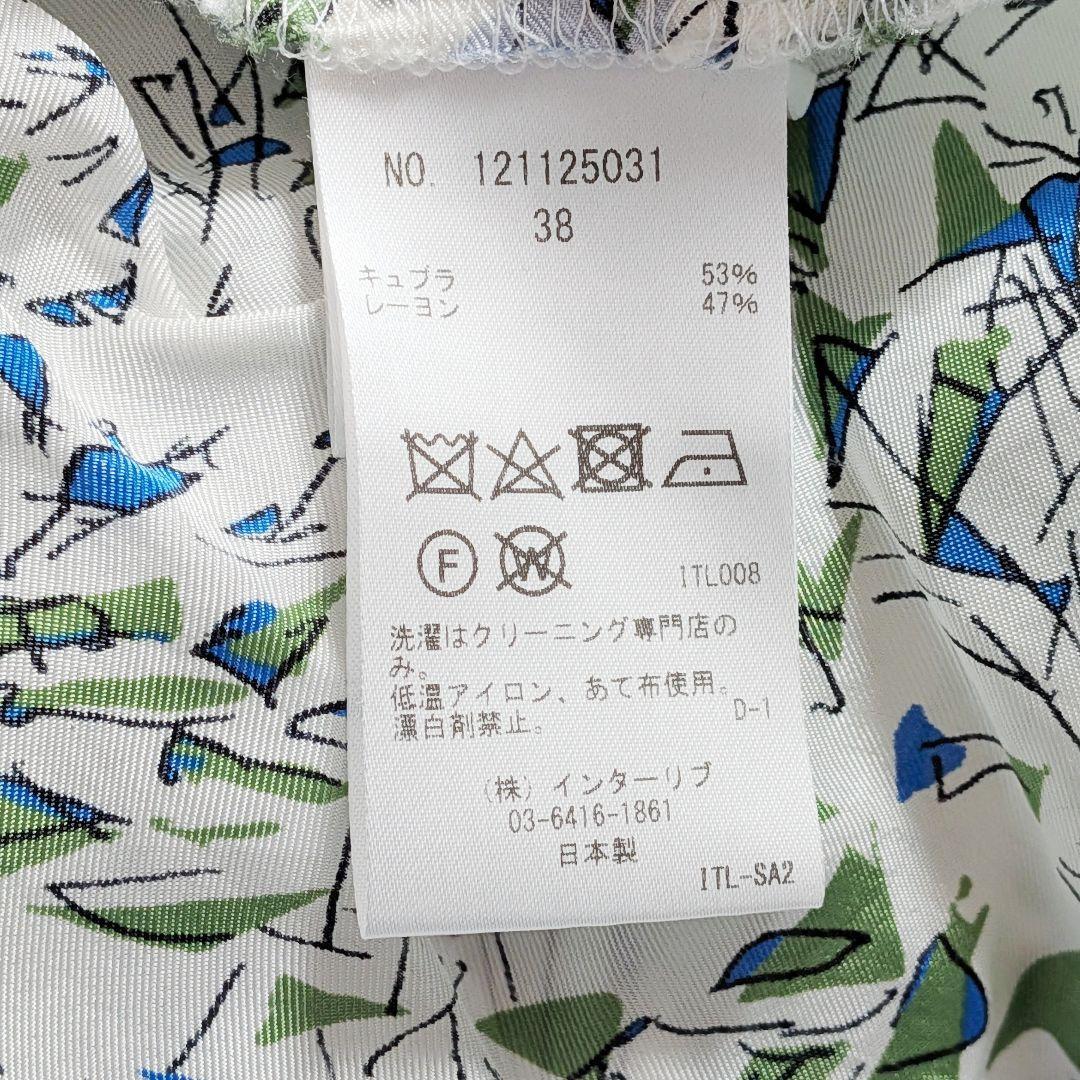 NO. 121125031
38
キュプラ 53%
レーヨン 47%
F W
ITL008
洗濯はクリーニング専門店の
み。
低温アイロン、あて布使用。
漂白剤禁止。 D-1
(株)インターリブ
03-6416-1861
日本製
ITL-SA2